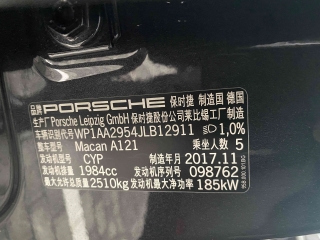 品牌 PORSCHE 保时捷 制造国 德国
生产厂 Porsche Leipzig GmbH 保时捷股份公司莱比锡工厂制造
车辆识别代号 WP1AA2954JLB12911 1,0%
整车型号 Macan A121 乘坐人数 5
发动机型号 CYP 制造年月 2017.11
发动机排量 1984cc 发动机号 098762
最大允许总质量 2510kg 发动机最大净功率 185kW